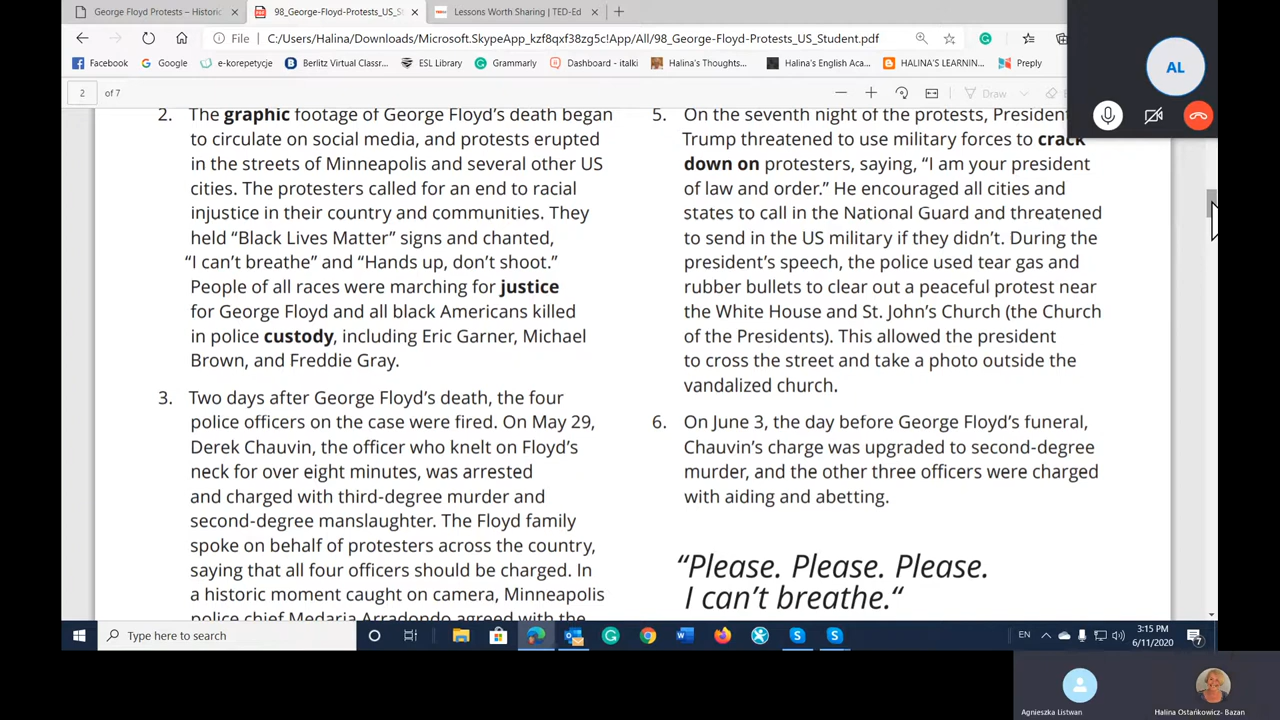 George Floyd Protests – Historic
98_George-Floyd-Protests_US_St
Lessons Worth Sharing | TED-Ed
File
C:/Users/Halina/Downloads/Microsoft.SkypeApp_kzf8qxf38zg5c!App/All/98_George-Floyd-Protests_US_Student.pdf
Facebook
Google
e-korepetycje
Berlitz Virtual Classr...
ESL Library
Grammarly
Dashboard - italki
Halina's Thoughts...
Halina's English Aca...
HALINA'S LEARNIN...
Preply
AL
2 of 7
Draw
2. The graphic footage of George Floyd's death began
to circulate on social media, and protests erupted
in the streets of Minneapolis and several other US
cities. The protesters called for an end to racial
injustice in their country and communities. They
held “Black Lives Matter” signs and chanted,
“I can't breathe” and “Hands up, don't shoot.”
People of all races were marching for justice
for George Floyd and all black Americans killed
in police custody, including Eric Garner, Michael
Brown, and Freddie Gray.
3. Two days after George Floyd's death, the four
police officers on the case were fired. On May 29,
Derek Chauvin, the officer who knelt on Floyd's
neck for over eight minutes, was arrested
and charged with third-degree murder and
second-degree manslaughter. The Floyd family
spoke on behalf of protesters across the country,
saying that all four officers should be charged. In
a historic moment caught on camera, Minneapolis
police chief Medaria Arradondo agreed with the
5. On the seventh night of the protests, President
Trump threatened to use military forces to crack
down on protesters, saying, “I am your president
of law and order.” He encouraged all cities and
states to call in the National Guard and threatened
to send in the US military if they didn't. During the
president's speech, the police used tear gas and
rubber bullets to clear out a peaceful protest near
the White House and St. John's Church (the Church
of the Presidents). This allowed the president
to cross the street and take a photo outside the
vandalized church.
6. On June 3, the day before George Floyd's funeral,
Chauvin's charge was upgraded to second-degree
murder, and the other three officers were charged
with aiding and abetting.
“Please. Please. Please.
I can't breathe.“
Type here to search
EN
3:15 PM
6/11/2020
7
Agnieszka Listwan
Halina Ostańkowicz- Bazan